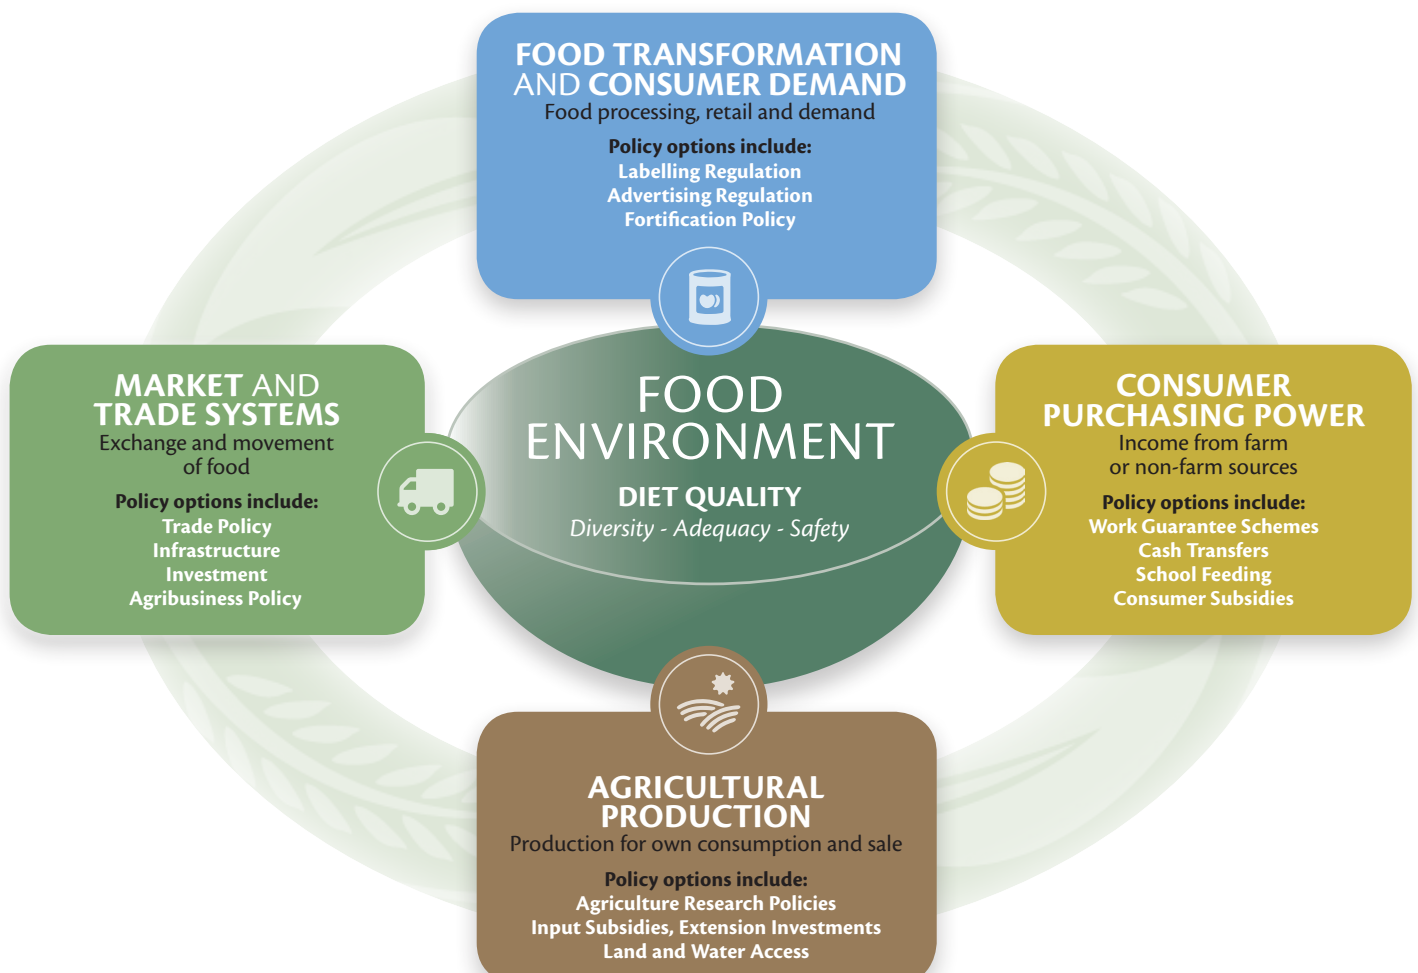 FOOD TRANSFORMATION
AND CONSUMER DEMAND
Food processing, retail and demand
Policy options include:
Labelling Regulation
Advertising Regulation
Fortification Policy
MARKET AND
TRADE SYSTEMS
Exchange and movement
of food
Policy options include:
Trade Policy
Infrastructure
Investment
Agribusiness Policy
FOOD
ENVIRONMENT
DIET QUALITY
Diversity - Adequacy - Safety
CONSUMER
PURCHASING POWER
Income from farm
or non-farm sources
Policy options include:
Work Guarantee Schemes
Cash Transfers
School Feeding
Consumer Subsidies
AGRICULTURAL
PRODUCTION
Production for own consumption and sale
Policy options include:
Agriculture Research Policies
Input Subsidies, Extension Investments
Land and Water Access